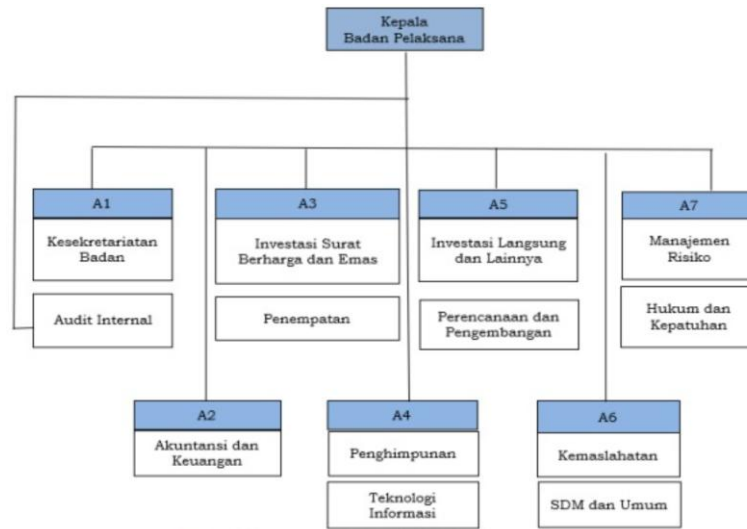 Kepala
Badan Pelaksana
A1
Kesekretariatan
Badan
Audit Internal
A3
Investasi Surat
Berharga dan Emas
Penempatan
A5
Investasi Langsung
dan Lainnya
Perencanaan dan
Pengembangan
A7
Manajemen
Risiko
Hukum dan
Kepatuhan
A2
Akuntansi dan
Keuangan
A4
Penghimpunan
Teknologi
Informasi
A6
Kemaslahatan
SDM dan Umum